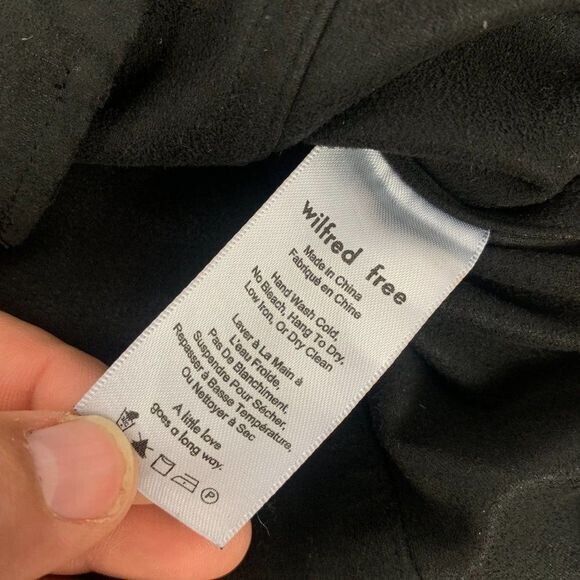 wilfred free
Made in China
Fabriqué en Chine
Hand Wash Cold,
No Bleach, Hang To Dry,
Low Iron, Or Dry Clean
Laver à La Main à
L'eau Froide,
Pas De Blanchiment,
Suspendre Pour Sécher,
Repasser à Basse Température,
Ou Nettoyer à Sec
A little love
goes a long way.
P